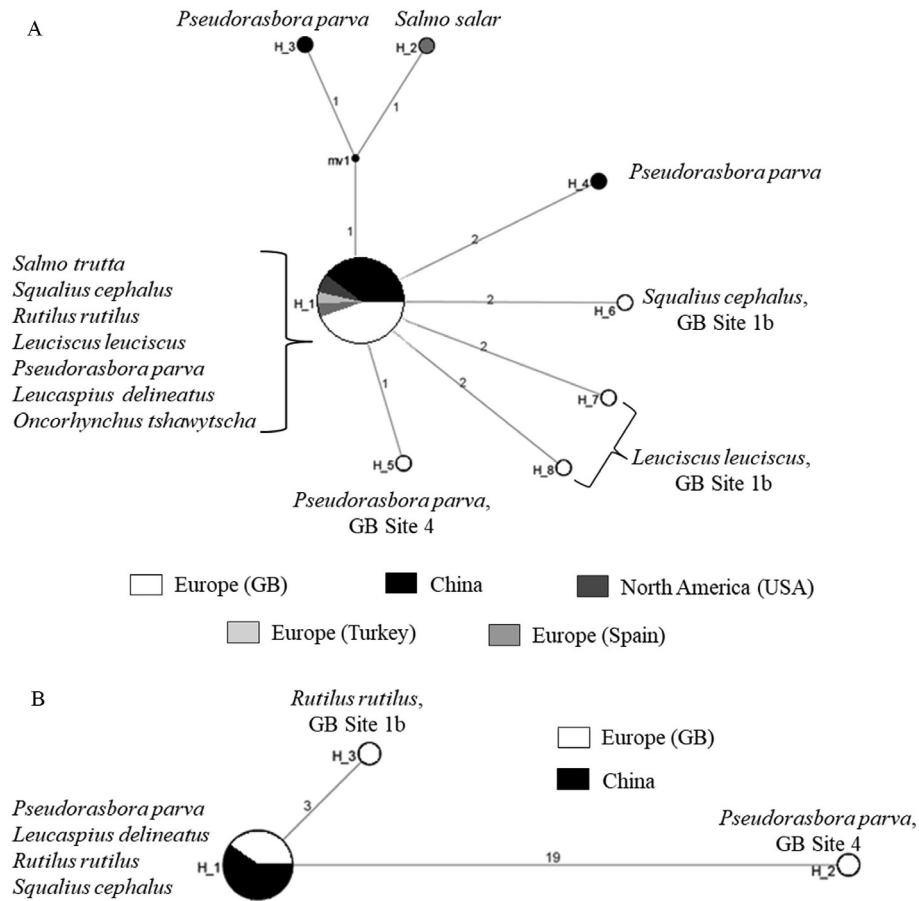 A
Pseudorasbora parva
Salmo salar
H_3
H_2
1
1
mv1
H_4
Pseudorasbora parva
1
2
Salmo trutta
Squalius cephalus
Rutilus rutilus
Leuciscus leuciscus
Pseudorasbora parva
Leucaspius delineatus
Oncorhynchus tshawytscha
H_1
2
H_6
Squalius cephalus,
GB Site 1b
2
H_7
1
2
H_5
H_8
Leuciscus leuciscus,
GB Site 1b
Pseudorasbora parva,
GB Site 4
Europe (GB)
China
North America (USA)
Europe (Turkey)
Europe (Spain)
B
Rutilus rutilus,
GB Site 1b
H_3
Europe (GB)
China
3
Pseudorasbora parva
Leucaspius delineatus
Rutilus rutilus
Squalius cephalus
H_1
19
Pseudorasbora parva,
GB Site 4
H_2